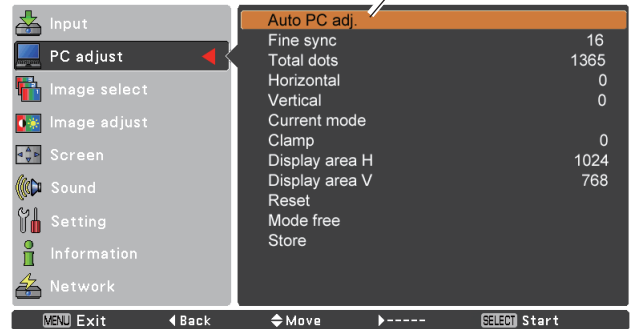 Input
PC adjust
Image select
Image adjust
Screen
Sound
Setting
Information
Network
Auto PC adj.
Fine sync 16
Total dots 1365
Horizontal 0
Vertical 0
Current mode
Clamp 0
Display area H 1024
Display area V 768
Reset
Mode free
Store
MENU Exit ◀Back ◆Move ▶----- SELECT Start